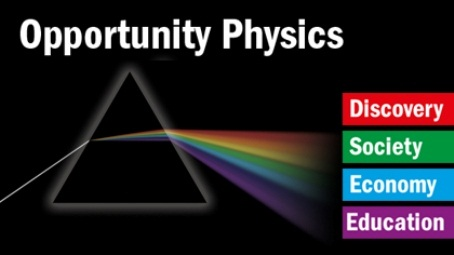 Opportunity Physics
Discovery
Society
Economy
Education